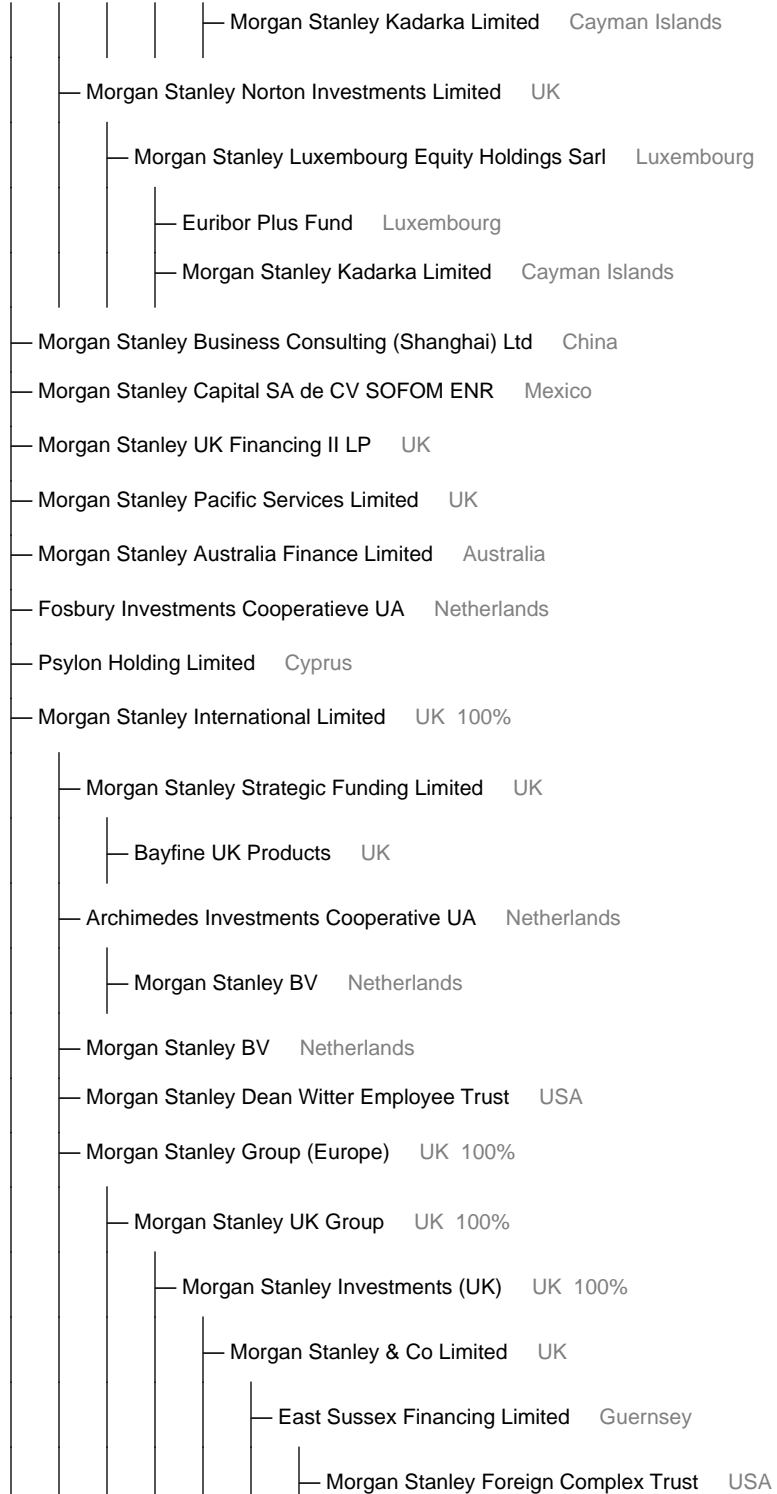 Morgan Stanley Kadarka Limited Cayman Islands
Morgan Stanley Norton Investments Limited UK
Morgan Stanley Luxembourg Equity Holdings Sarl Luxembourg
Euribor Plus Fund Luxembourg
Morgan Stanley Kadarka Limited Cayman Islands
Morgan Stanley Business Consulting (Shanghai) Ltd China
Morgan Stanley Capital SA de CV SOFOM ENR Mexico
Morgan Stanley UK Financing II LP UK
Morgan Stanley Pacific Services Limited UK
Morgan Stanley Australia Finance Limited Australia
Fosbury Investments Cooperatieve UA Netherlands
Psylon Holding Limited Cyprus
Morgan Stanley International Limited UK 100%
Morgan Stanley Strategic Funding Limited UK
Bayfine UK Products UK
Archimedes Investments Cooperative UA Netherlands
Morgan Stanley BV Netherlands
Morgan Stanley BV Netherlands
Morgan Stanley Dean Witter Employee Trust USA
Morgan Stanley Group (Europe) UK 100%
Morgan Stanley UK Group UK 100%
Morgan Stanley Investments (UK) UK 100%
Morgan Stanley & Co Limited UK
East Sussex Financing Limited Guernsey
Morgan Stanley Foreign Complex Trust USA